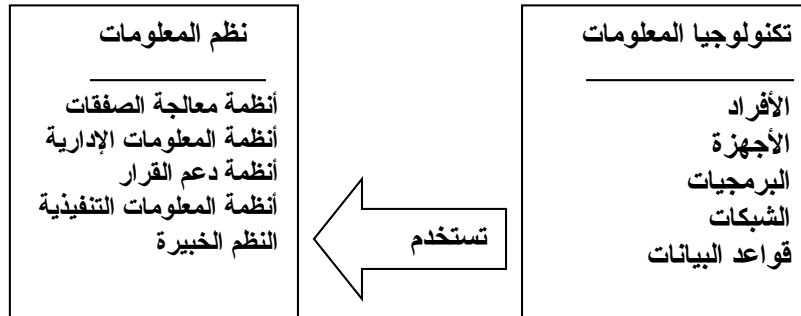 تكنولوجيا المعلومات
الأفراد
الأجهزة
البرمجيات
الشبكات
قواعد البيانات
تستخدم
نظم المعلومات
أنظمة معالجة الصفقات
أنظمة المعلومات الإدارية
أنظمة دعم القرار
أنظمة المعلومات التنفيذية
النظم الخبيرة